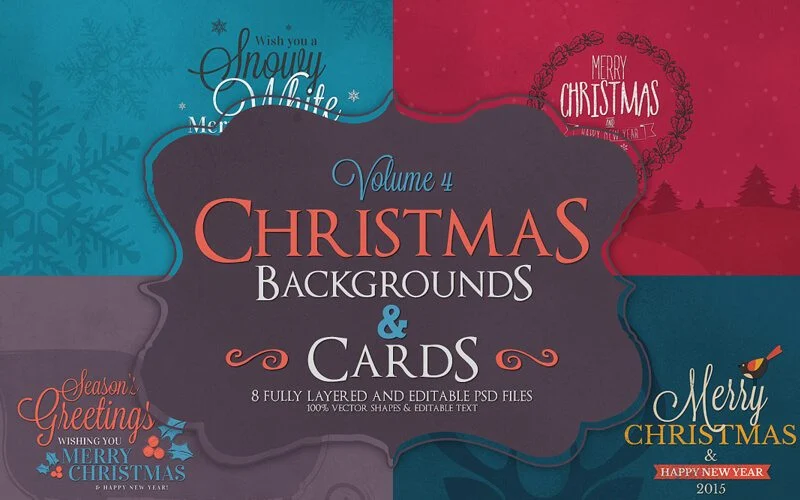 Wish you a
Snowy
White
Mer
MERRY
CHRISTMAS
AND
HAPPY NEW YEAR
Volume 4
CHRISTMAS
BACKGROUNDS
&
CARDS
8 FULLY LAYERED AND EDITABLE PSD FILES
100% VECTOR SHAPES & EDITABLE TEXT
Season's
Greetings
WISHING YOU
MERRY
CHRISTMAS
& HAPPY NEW YEAR!
Merry
CHRISTMAS
&
HAPPY NEW YEAR
2015